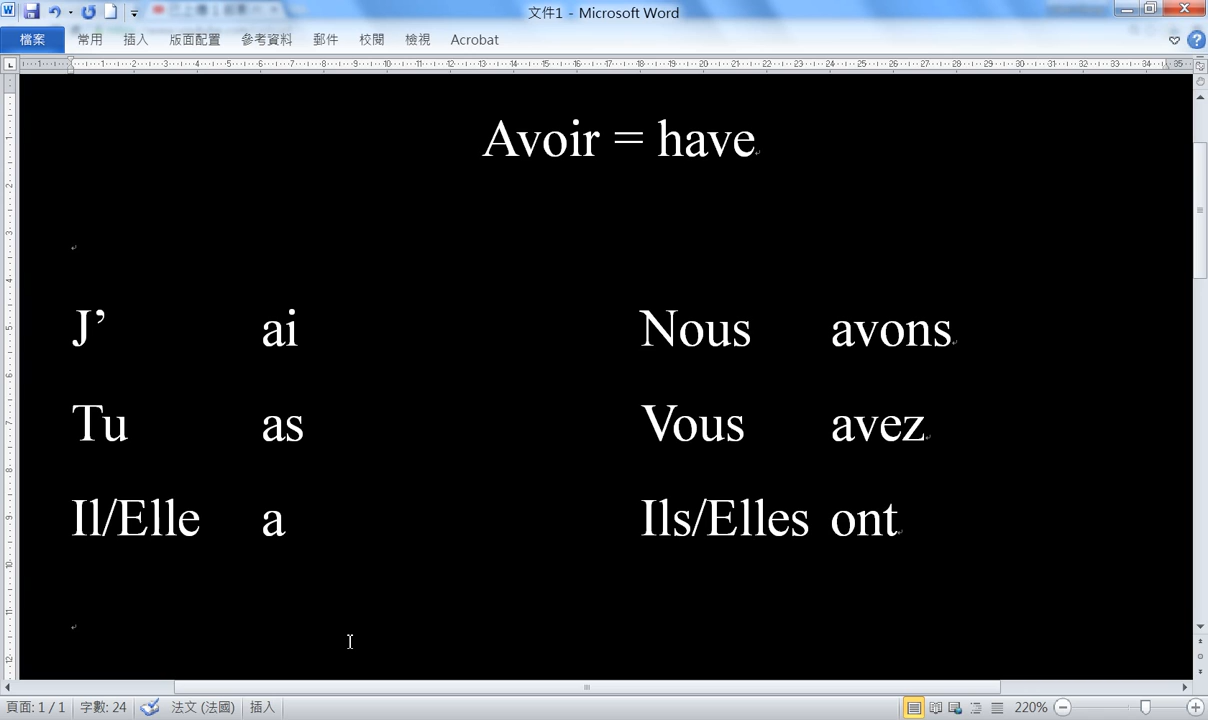 文件1 - Microsoft Word
檔案 常用 插入 版面配置 參考資料 郵件 校閱 檢視 Acrobat
Avoir = have
J’ ai Nous avons
Tu as Vous avez
Il/Elle a Ils/Elles ont
頁面: 1 / 1 字數: 24 法文 (法國) 插入 220%